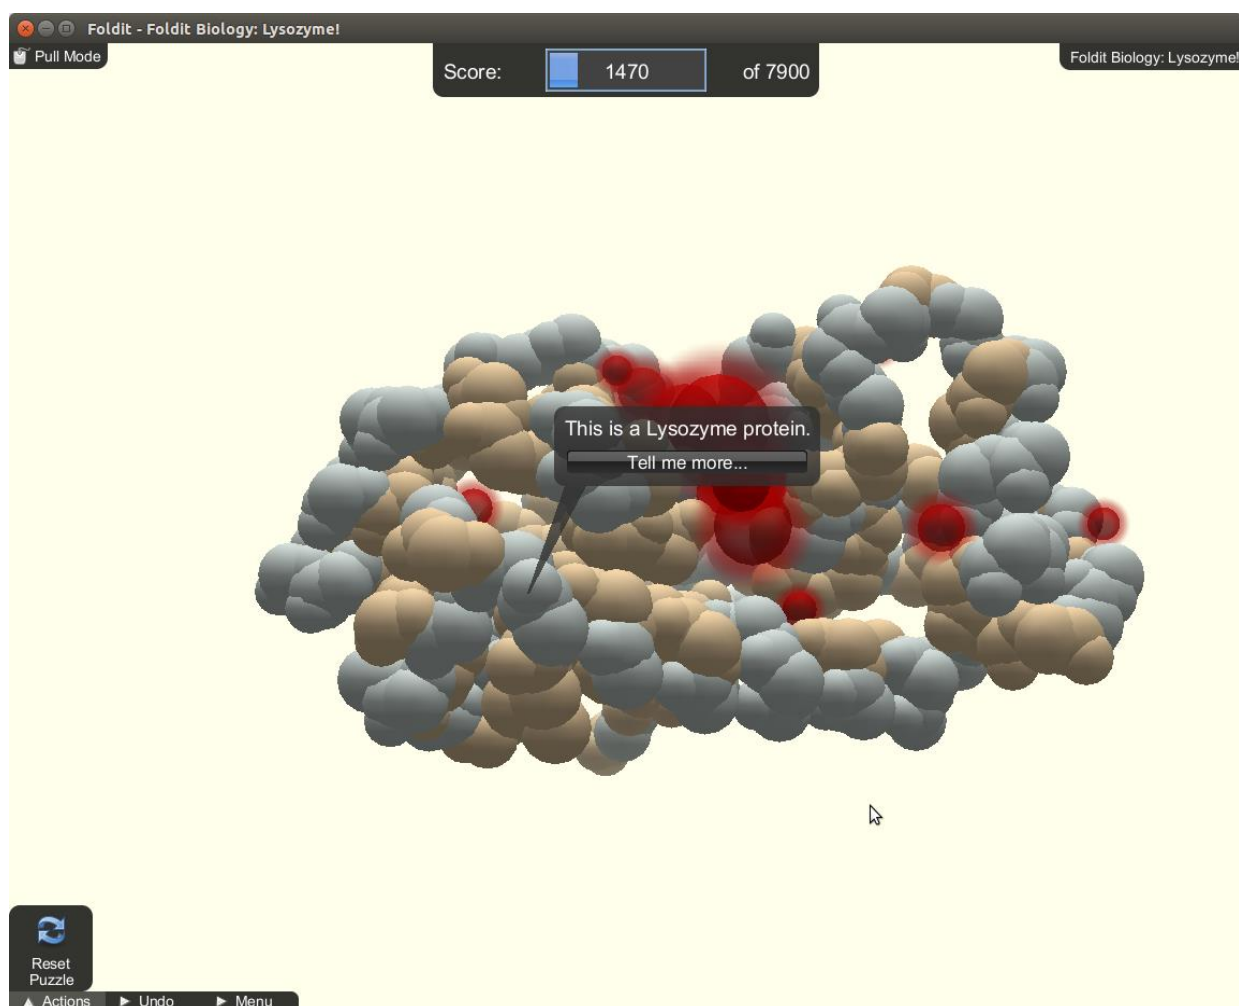 Foldit - Foldit Biology: Lysozyme!
Pull Mode
Score:
1470
of 7900
Foldit Biology: Lysozyme!
This is a Lysozyme protein.
Tell me more...
Reset
Puzzle
Actions
Undo
Menu